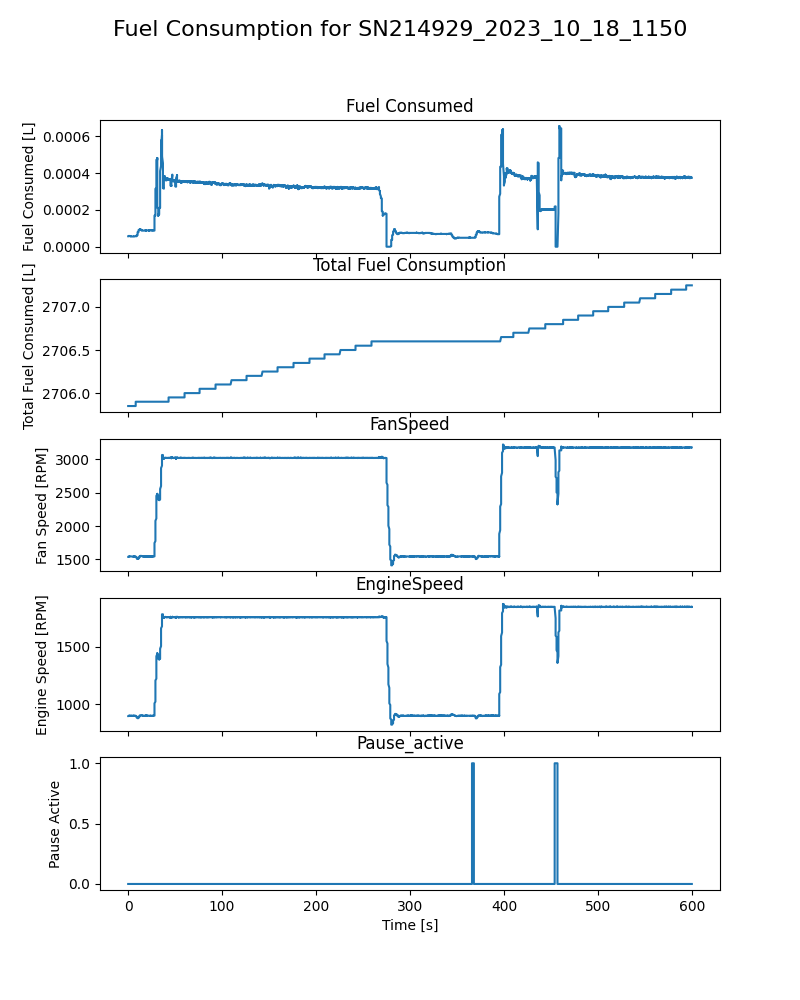 Fuel Consumption for SN214929_2023_10_18_1150
Fuel Consumed
Fuel Consumed [L]
0.0006
0.0004
0.0002
0.0000
Total Fuel Consumption
Total Fuel Consumed [L]
2707.0
2706.5
2706.0
FanSpeed
Fan Speed [RPM]
3000
2500
2000
1500
EngineSpeed
Engine Speed [RPM]
1500
1000
Pause_active
Pause Active
1.0
0.5
0.0
0 100 200 300 400 500 600
Time [s]